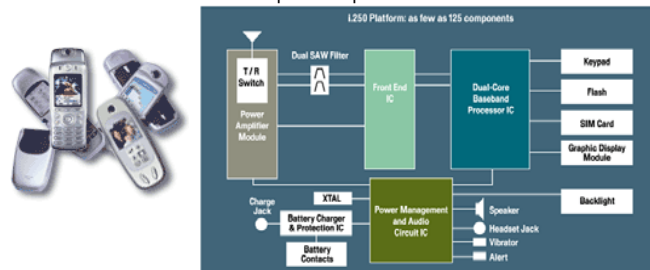 i.250 Platform: as few as 125 components
Dual SAW Filter
T / R
Switch
Power
Amplifier
Module
Front End
IC
Dual-Core
Baseband
Processor IC
Keypad
Flash
SIM Card
Graphic Display
Module
Charge
Jack
XTAL
Battery Charger
& Protection IC
Battery
Contacts
Power Management
and Audio
Circuit IC
Backlight
Speaker
Headset Jack
Vibrator
Alert